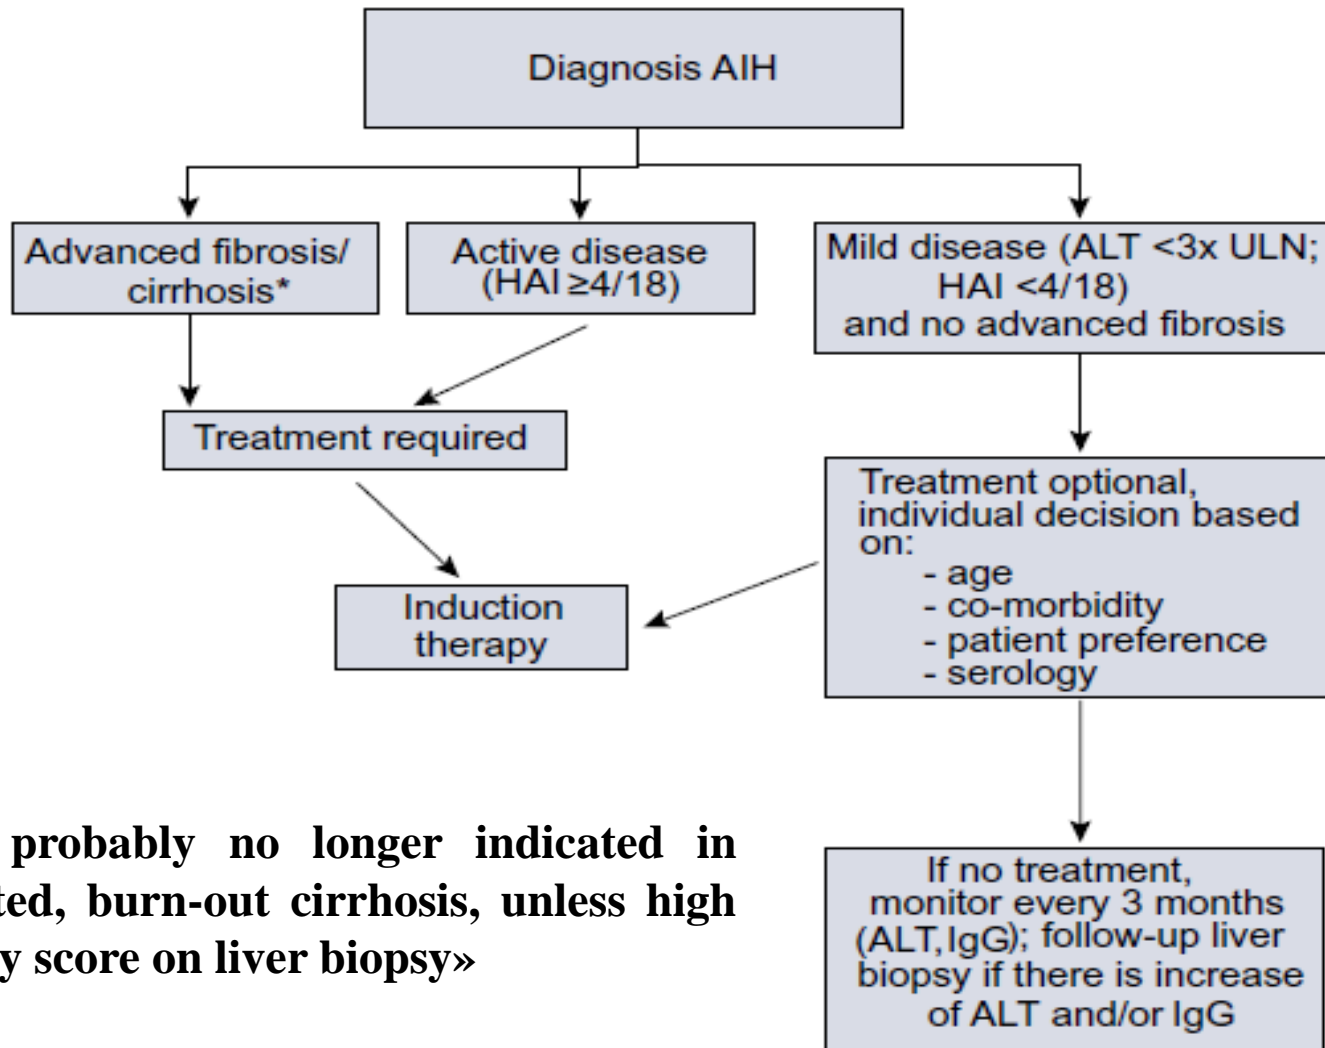 Diagnosis AIH
Advanced fibrosis/
cirrhosis*
Active disease
(HAI ≥4/18)
Mild disease (ALT <3x ULN;
HAI <4/18)
and no advanced fibrosis
Treatment required
Treatment optional,
individual decision based
on:
- age
- co-morbidity
- patient preference
- serology
Induction
therapy
probably no longer indicated in
burn-out cirrhosis, unless high
score on liver biopsy»
If no treatment,
monitor every 3 months
(ALT,IgG); follow-up liver
biopsy if there is increase
of ALT and/or IgG